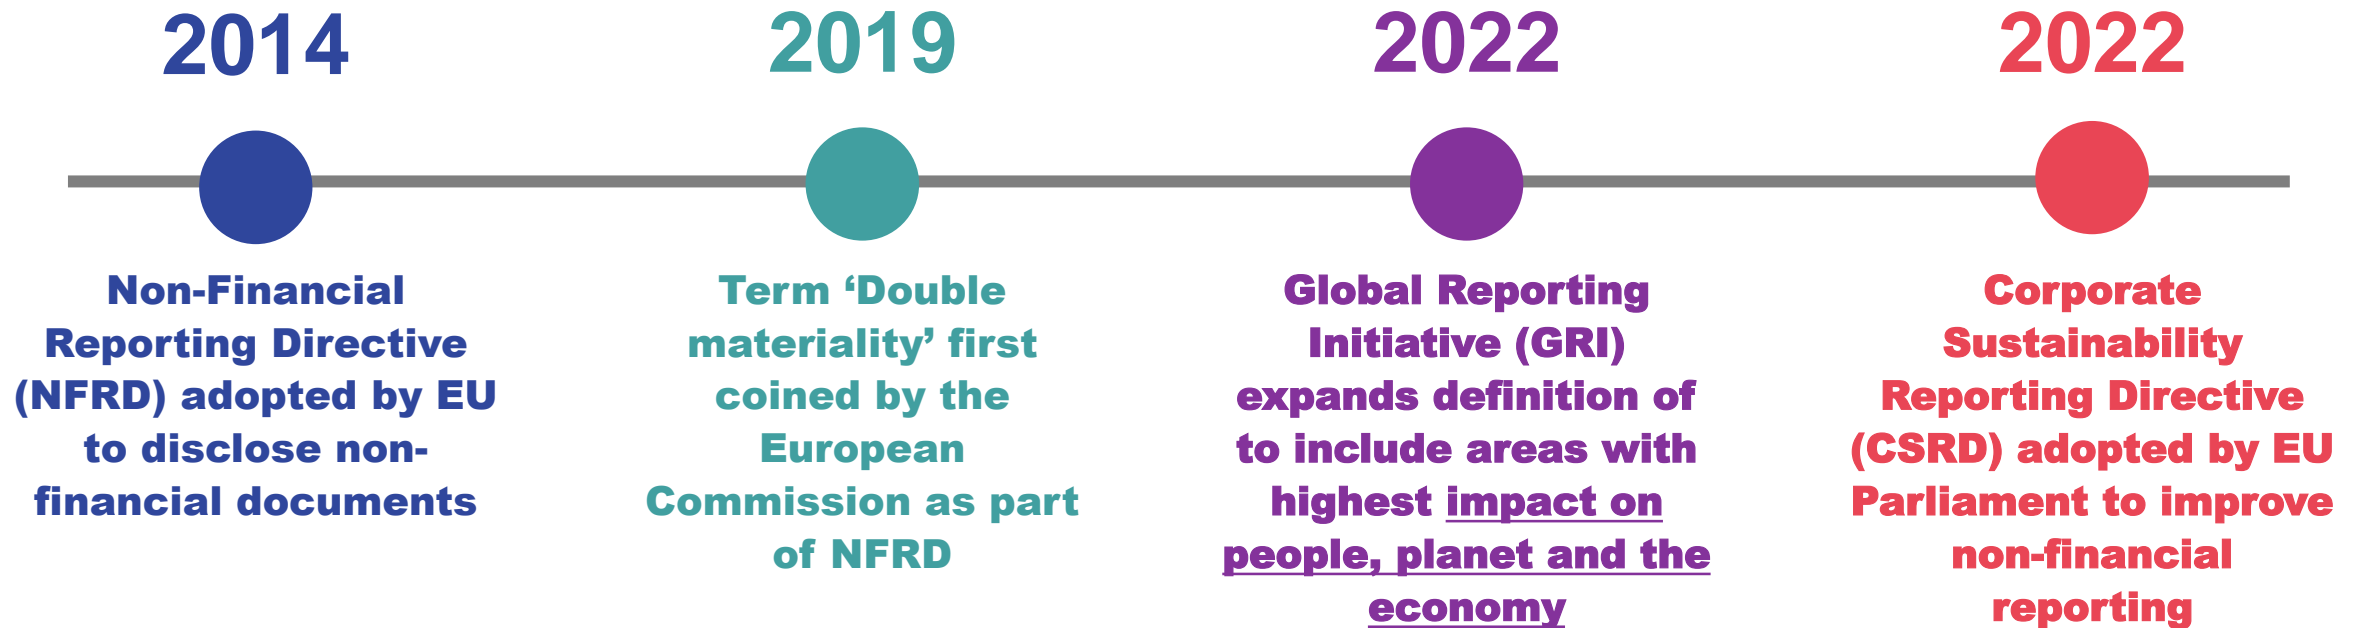 2014
Non-Financial
Reporting Directive
(NFRD) adopted by EU
to disclose non-
financial documents
2019
Term ‘Double
materiality’ first
coined by the
European
Commission as part
of NFRD
2022
Global Reporting
Initiative (GRI)
expands definition of
to include areas with
highest impact on
people, planet and the
economy
2022
Corporate
Sustainability
Reporting Directive
(CSRD) adopted by EU
Parliament to improve
non-financial
reporting